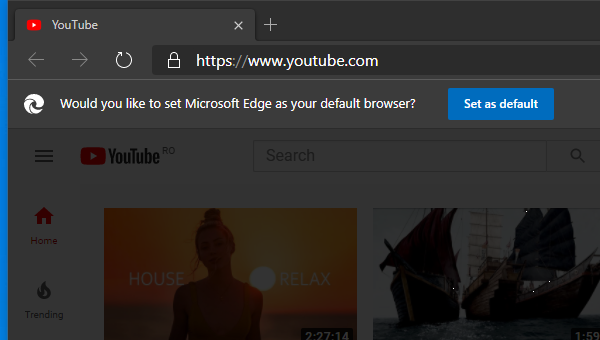 YouTube
https://www.youtube.com
Would you like to set Microsoft Edge as your default browser?
Set as default
YouTube RO
Search
Home
HOUSE RELAX
Trending
2:27:14
1:59